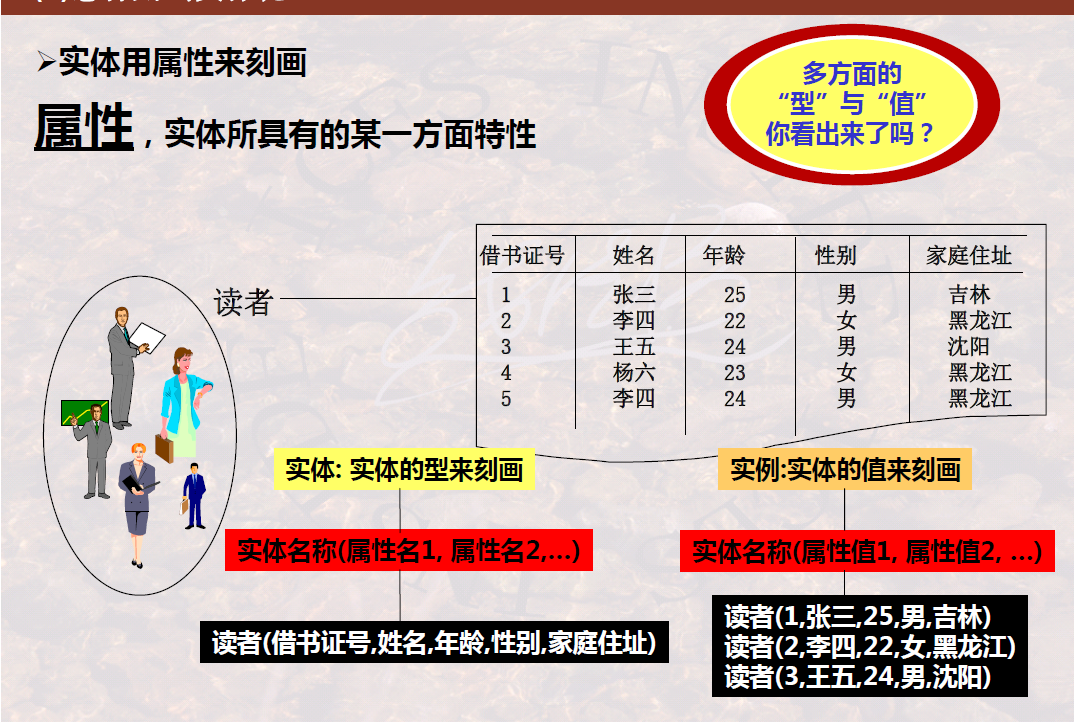 ➢实体用属性来刻画
属性，实体所具有的某一方面特性
多方面的
“型”与“值”
你看出来了吗？
读者
借书证号 姓名 年龄 性别 家庭住址
1 张三 25 男 吉林
2 李四 22 女 黑龙江
3 王五 24 男 沈阳
4 杨六 23 女 黑龙江
5 李四 24 男 黑龙江
实体: 实体的型来刻画
实体名称(属性名1, 属性名2,...)
读者(借书证号,姓名,年龄,性别,家庭住址)
实例:实体的值来刻画
实体名称(属性值1, 属性值2, ...)
读者(1,张三,25,男,吉林)
读者(2,李四,22,女,黑龙江)
读者(3,王五,24,男,沈阳)